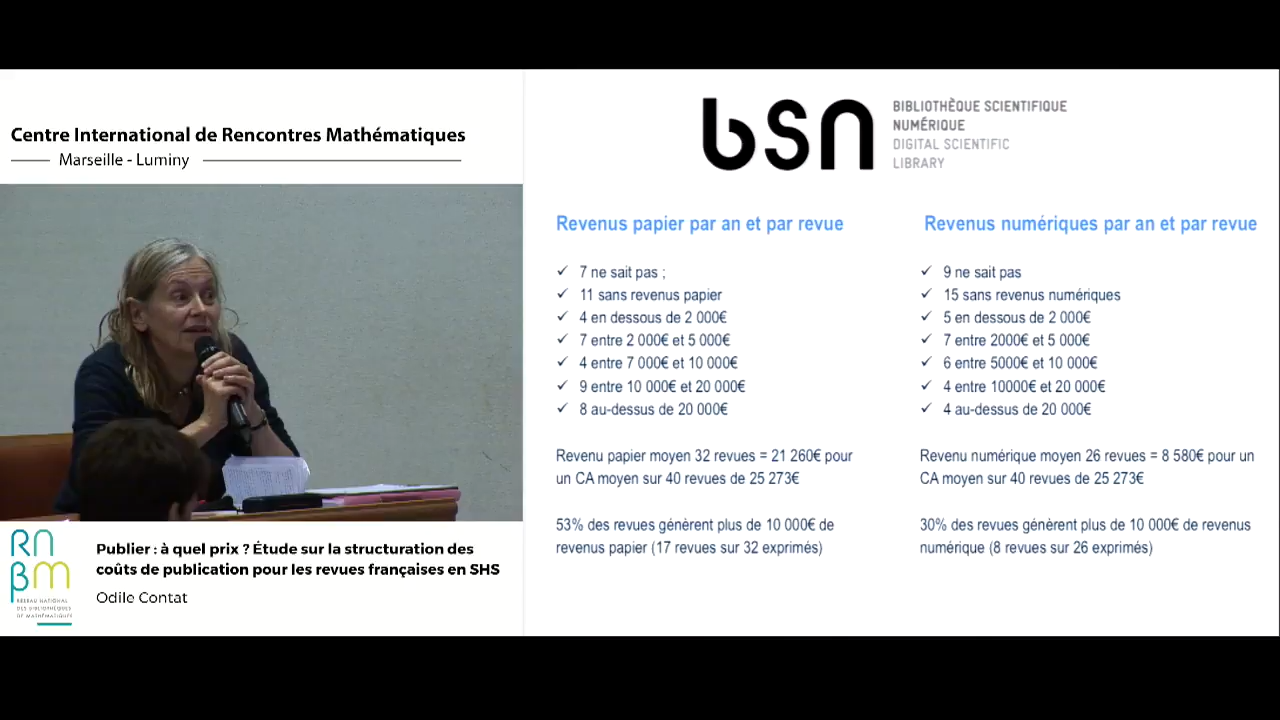 Centre International de Rencontres Mathématiques
Marseille - Luminy
bsn
BIBLIOTHÈQUE SCIENTIFIQUE
NUMÉRIQUE
DIGITAL SCIENTIFIC
LIBRARY
Revenus papier par an et par revue
7 ne sait pas ;
11 sans revenus papier
4 en dessous de 2 000€
7 entre 2 000€ et 5 000€
4 entre 7 000€ et 10 000€
9 entre 10 000€ et 20 000€
8 au-dessus de 20 000€
Revenu papier moyen 32 revues = 21 260€ pour
un CA moyen sur 40 revues de 25 273€
53% des revues génèrent plus de 10 000€ de
revenus papier (17 revues sur 32 exprimés)
Revenus numériques par an et par revue
9 ne sait pas
15 sans revenus numériques
5 en dessous de 2 000€
7 entre 2000€ et 5 000€
6 entre 5000€ et 10 000€
4 entre 10000€ et 20 000€
4 au-dessus de 20 000€
Revenu numérique moyen 26 revues = 8 580€ pour un
CA moyen sur 40 revues de 25 273€
30% des revues génèrent plus de 10 000€ de revenus
numérique (8 revues sur 26 exprimés)
RNBM
RÉSEAU NATIONAL
DES BIBLIOTHÈQUES
DE MATHÉMATIQUES
Publier : à quel prix ? Étude sur la structuration des
coûts de publication pour les revues françaises en SHS
Odile Contat